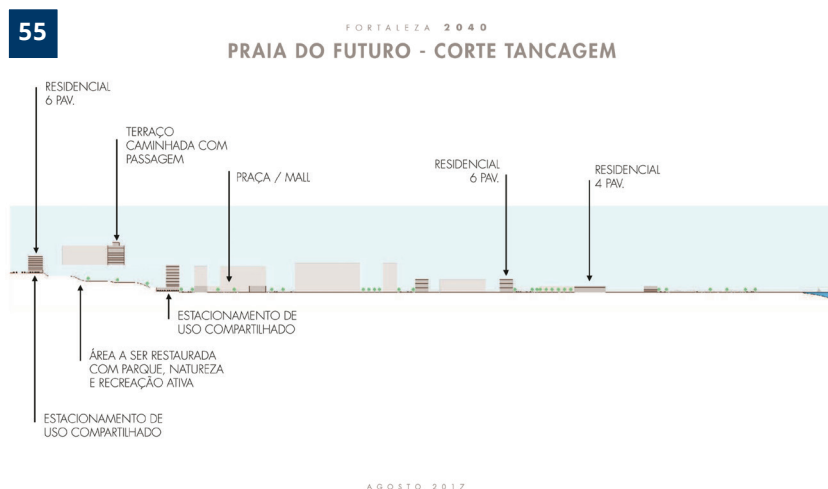 55
FORTALEZA 2040
PRAIA DO FUTURO - CORTE TANCAGEM
RESIDENCIAL
6 PAV.
TERRAÇO
CAMINHADA COM
PASSAGEM
PRAÇA / MALL
RESIDENCIAL
6 PAV.
RESIDENCIAL
4 PAV.
ESTACIONAMENTO DE
USO COMPARTILHADO
ÁREA A SER RESTAURADA
COM PARQUE, NATUREZA
E RECREAÇÃO ATIVA
ESTACIONAMENTO DE
USO COMPARTILHADO
AGOSTO 2017